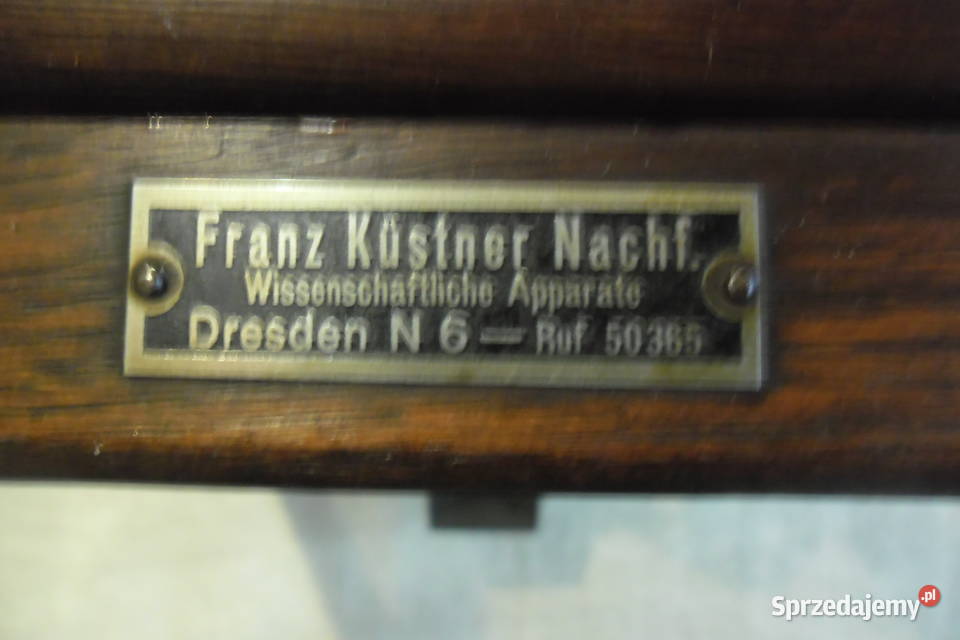 Franz Küstner Nachf.
Wissenschaftliche Apparate
Dresden N 6 — Ruf 50365
Sprzedajemy.pl